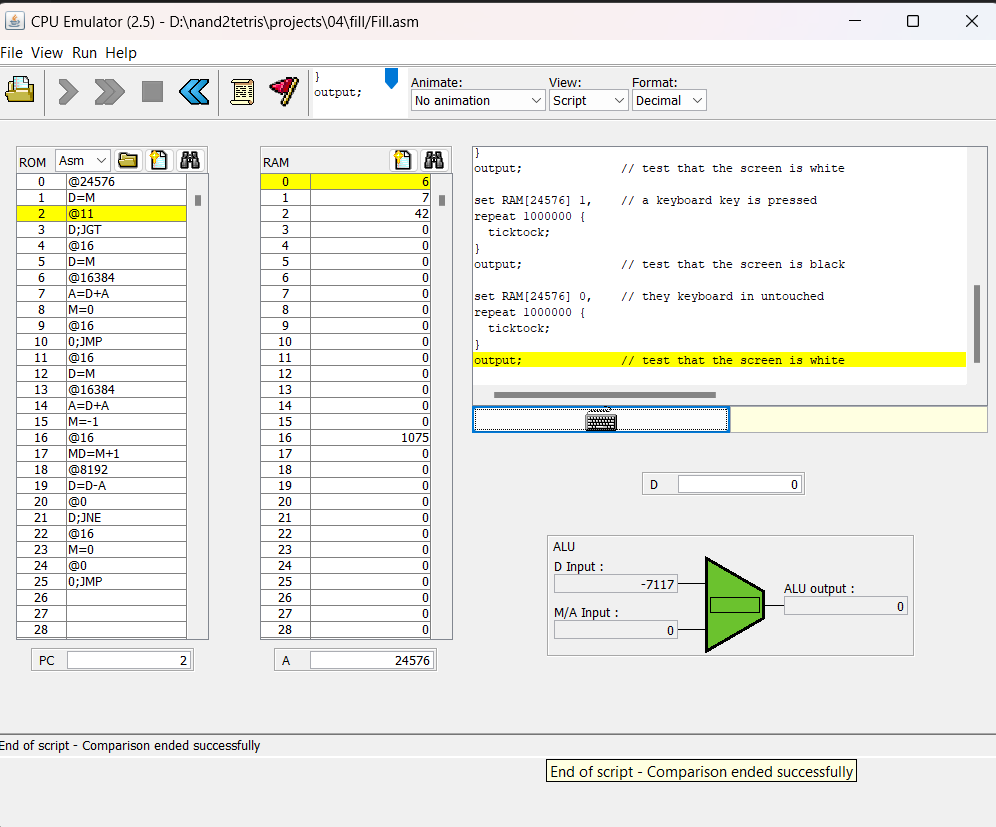 CPU Emulator (2.5) - D:\nand2tetris\projects\04\fill/Fill.asm
File View Run Help
}
output;
Animate:
No animation
View:
Script
Format:
Decimal
ROM Asm
0 @24576
1 D=M
2 @11
3 D;JGT
4 @16
5 D=M
6 @16384
7 A=D+A
8 M=0
9 @16
10 0;JMP
11 @16
12 D=M
13 @16384
14 A=D+A
15 M=-1
16 @16
17 MD=M+1
18 @8192
19 D=D-A
20 @0
21 D;JNE
22 @16
23 M=0
24 @0
25 0;JMP
26
27
28
PC 2
RAM
0 6
1 7
2 42
3 0
4 0
5 0
6 0
7 0
8 0
9 0
10 0
11 0
12 0
13 0
14 0
15 0
16 1075
17 0
18 0
19 0
20 0
21 0
22 0
23 0
24 0
25 0
26 0
27 0
28 0
A 24576
}
output; // test that the screen is white
set RAM[24576] 1, // a keyboard key is pressed
repeat 1000000 {
ticktock;
}
output; // test that the screen is black
set RAM[24576] 0, // they keyboard in untouched
repeat 1000000 {
ticktock;
}
output; // test that the screen is white
D 0
ALU
D Input :
-7117
M/A Input :
0
ALU output :
0
End of script - Comparison ended successfully
End of script - Comparison ended successfully